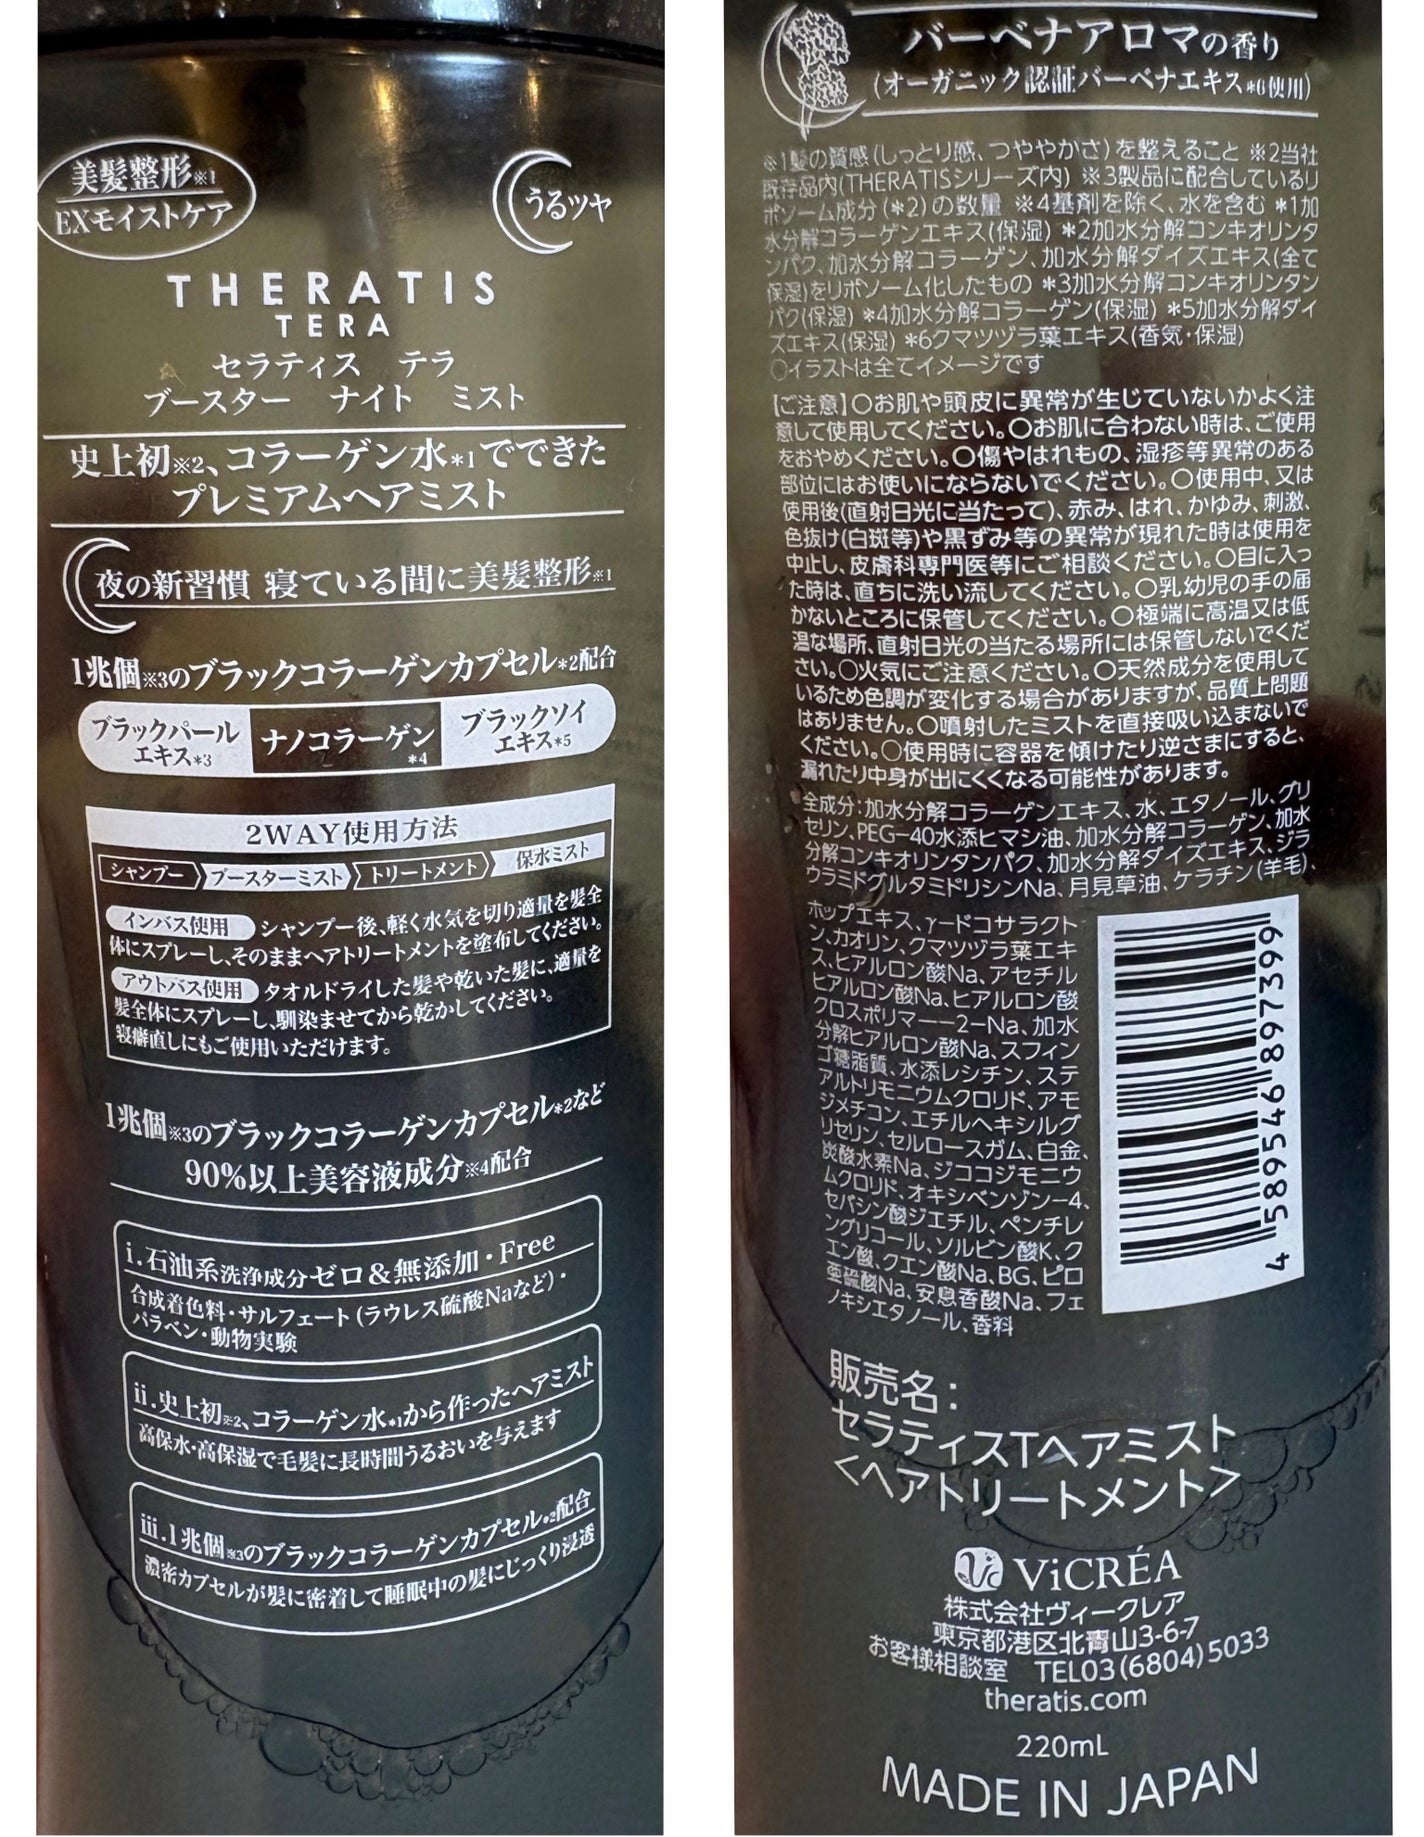 美髪整形※1
EXモイストケア
うるツヤ
THERATIS
TERA
セラティス テラ
ブースター ナイト ミスト
史上初※2、コラーゲン水*1でできた
プレミアムヘアミスト
夜の新習慣 寝ている間に美髪整形※1
1兆個※3のブラックコラーゲンカプセル*2配合
ブラックパール
エキス*3
ナノコラーゲン
*4
ブラックソイ
エキス*5
2WAY使用方法
シャンプー ブースターミスト トリートメント 保水ミスト
インバス使用 シャンプー後、軽く水気を切り適量を髪全
体にスプレーし、そのままヘアトリートメントを塗布してください。
アウトバス使用 タオルドライした髪や乾いた髪に、適量を
髪全体にスプレーし、馴染ませてから乾かしてください。
寝癖直しにもご使用いただけます。
1兆個※3のブラックコラーゲンカプセル*2など
90%以上美容液成分※4配合
i.石油系洗浄成分ゼロ&無添加・Free
合成着色料・サルフェート(ラウレス硫酸Naなど)・
パラベン・動物実験
ii.史上初※2、コラーゲン水*1から作ったヘアミスト
高保水・高保湿で毛髪に長時間うるおいを与えます
iii.1兆個※3のブラックコラーゲンカプセル*2配合
濃密カプセルが髪に密着して睡眠中の髪にじっくり浸透
バーベナアロマの香り
(オーガニック認証バーベナエキス*6使用)
※1髪の質感(しっとり感、つややかさ)を整えること ※2当社
既存品内(THERATISシリーズ内) ※3製品に配合しているリ
ポソーム成分(*2)の数量 ※4基剤を除く、水を含む *1加
水分解コラーゲンエキス(保湿) *2加水分解コンキオリンタ
ンパク、加水分解コラーゲン、加水分解ダイズエキス(全て
保湿)をリポソーム化したもの *3加水分解コンキオリンタン
パク(保湿) *4加水分解コラーゲン(保湿) *5加水分解ダイ
ズエキス(保湿) *6クマツヅラ葉エキス(香気・保湿)
○イラストは全てイメージです
【ご注意】○お肌や頭皮に異常が生じていないかよく注
意して使用してください。○お肌に合わない時は、ご使用
をおやめください。○傷やはれもの、湿疹等異常のある
部位にはお使いにならないでください。○使用中、又は
使用後(直射日光に当たって)、赤み、はれ、かゆみ、刺激、
色抜け(白斑等)や黒ずみ等の異常が現れた時は使用を
中止し、皮膚科専門医等にご相談ください。○目に入っ
た時は、直ちに洗い流してください。○乳幼児の手の届
かないところに保管してください。○極端に高温又は低
温な場所、直射日光の当たる場所には保管しないでくだ
さい。○火気にご注意ください。○天然成分を使用して
いるため色調が変化する場合がありますが、品質上問題
はありません。○噴射したミストを直接吸い込まないで
ください。○使用時に容器を傾けたり逆さまにすると、
漏れたり中身が出にくくなる可能性があります。
全成分:加水分解コラーゲンエキス、水、エタノール、グリ
セリン、PEG-40水添ヒマシ油、加水分解コラーゲン、加水
分解コンキオリンタンパク、加水分解ダイズエキス、ジラ
ウラミドグルタミドリシンNa、月見草油、ケラチン(羊毛)、
ホップエキス、γ-ドコサラクト
ン、カオリン、クマツヅラ葉エキ
ス、ヒアルロン酸Na、アセチル
ヒアルロン酸Na、ヒアルロン酸
クロスポリマー-2-Na、加水
分解ヒアルロン酸Na、スフィン
ゴ糖脂質、水添レシチン、ステ
アルトリモニウムクロリド、アモ
ジメチコン、エチルヘキシルグ
リセリン、セルロースガム、白金、
炭酸水素Na、ジココジモニウ
ムクロリド、オキシベンゾン-4、
セバシン酸ジエチル、ペンチレ
ングリコール、ソルビン酸K、ク
エン酸、クエン酸Na、BG、ピロ
亜硫酸Na、安息香酸Na、フェ
ノキシエタノール、香料
4 589546 897399
販売名:
セラティスTヘアミスト
<ヘアトリートメント>
ViCRÉA
株式会社ヴィークレア
東京都港区北青山3-6-7
お客様相談室 TEL03(6804)5033
theratis.com
220mL
MADE IN JAPAN